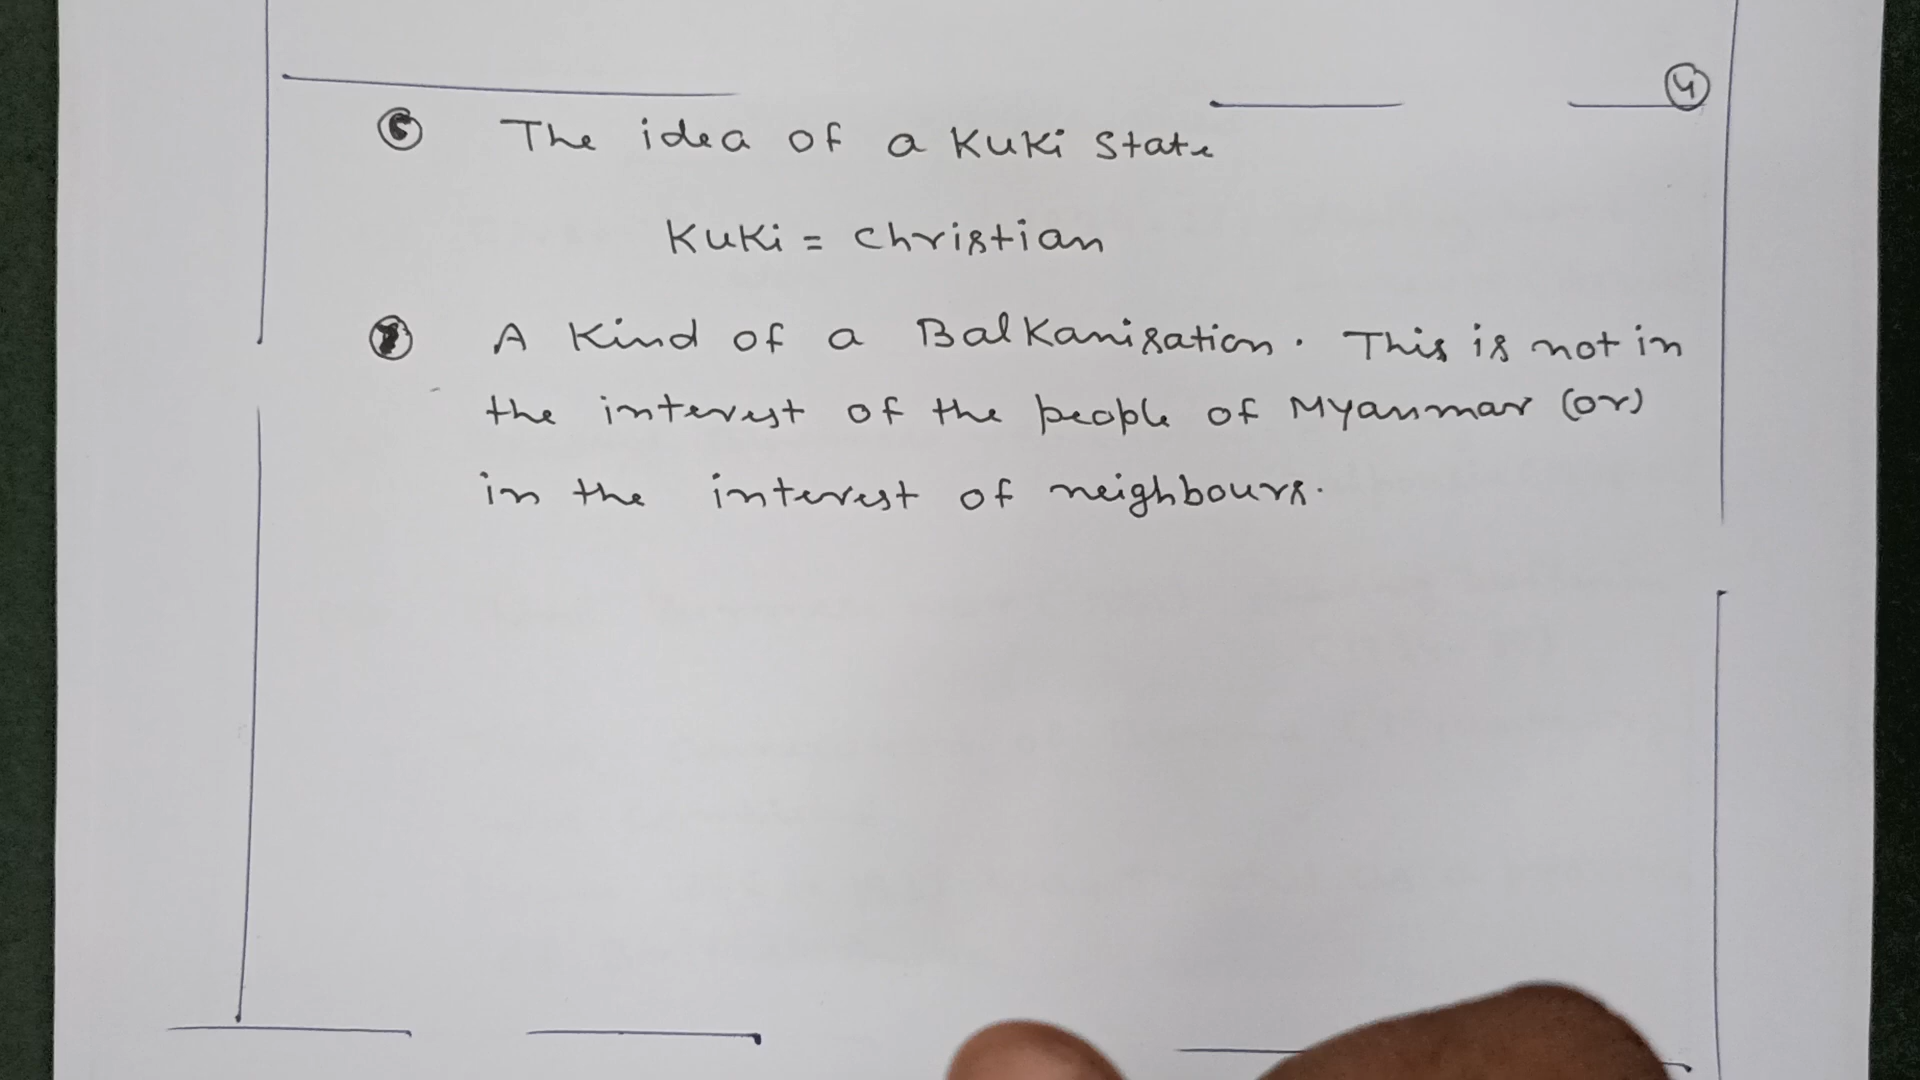 4
6 The idea of a Kuki State
Kuki = Christian
7 A Kind of a Balkanisation. This is not in
the interest of the people of Myanmar (or)
in the interest of neighbours.